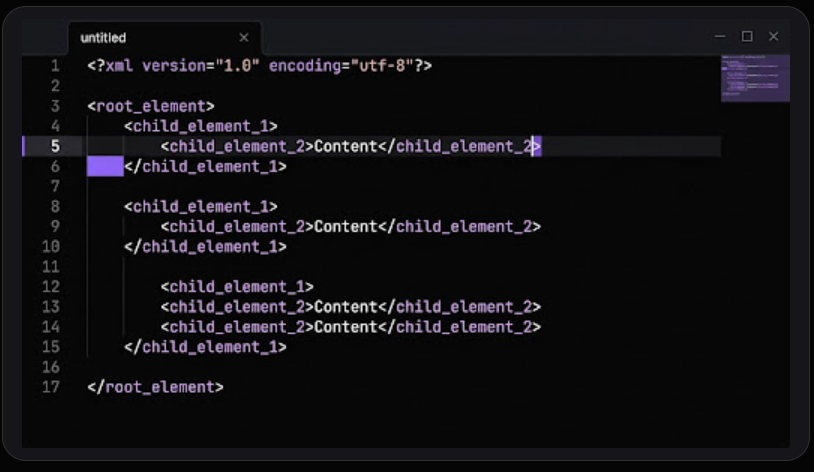 untitled
1 <?xml version="1.0" encoding="utf-8"?>
2
3 <root_element>
4     <child_element_1>
5         <child_element_2>Content</child_element_2>
6     </child_element_1>
7
8     <child_element_1>
9         <child_element_2>Content</child_element_2>
10     </child_element_1>
11
12         <child_element_1>
13         <child_element_2>Content</child_element_2>
14         <child_element_2>Content</child_element_2>
15     </child_element_1>
16
17 </root_element>